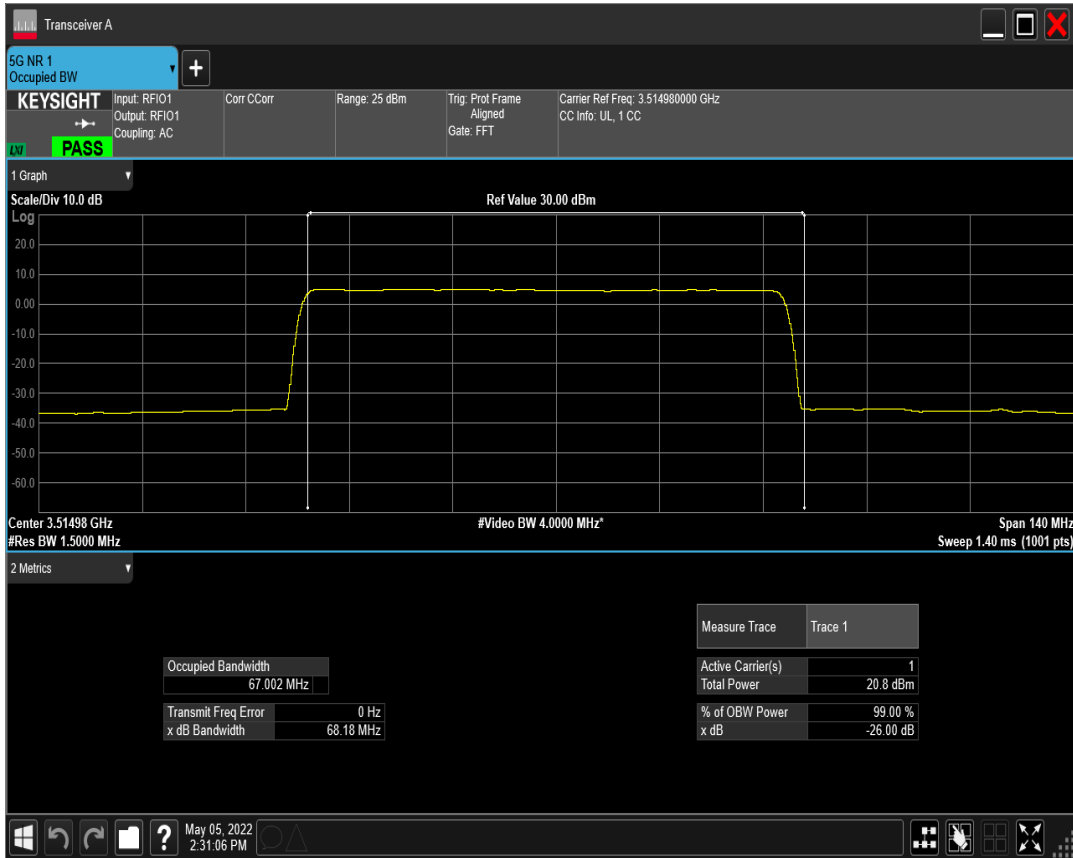 Transceiver A
5G NR 1
Occupied BW
KEYSIGHT
LXI
PASS
Input: RFIO1
Output: RFIO1
Coupling: AC
Corr CCorr
Range: 25 dBm
Trig: Prot Frame
Aligned
Gate: FFT
Carrier Ref Freq: 3.514980000 GHz
CC Info: UL, 1 CC
1 Graph
Scale/Div 10.0 dB
Ref Value 30.00 dBm
Log
20.0
10.0
0.00
-10.0
-20.0
-30.0
-40.0
-50.0
-60.0
Center 3.51498 GHz
#Video BW 4.0000 MHz*
Span 140 MHz
#Res BW 1.5000 MHz
Sweep 1.40 ms (1001 pts)
2 Metrics
Measure Trace Trace 1
Occupied Bandwidth
67.002 MHz
Active Carrier(s) 1
Total Power 20.8 dBm
Transmit Freq Error 0 Hz
x dB Bandwidth 68.18 MHz
% of OBW Power 99.00 %
x dB -26.00 dB
May 05, 2022
2:31:06 PM